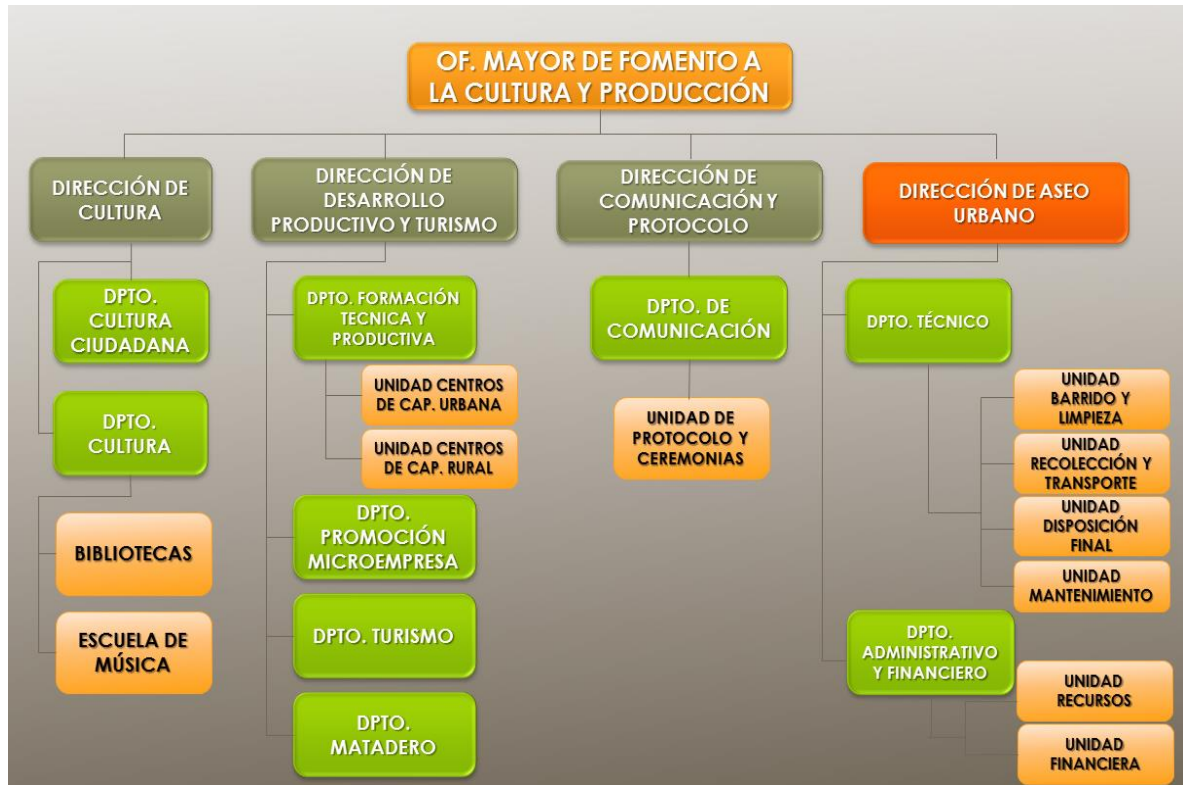 OF. MAYOR DE FOMENTO A
LA CULTURA Y PRODUCCIÓN
DIRECCIÓN DE
CULTURA
DIRECCIÓN DE
DESARROLLO
PRODUCTIVO Y TURISMO
DIRECCIÓN DE
COMUNICACIÓN Y
PROTOCOLO
DIRECCIÓN DE ASEO
URBANO
DPTO.
CULTURA
CIUDADANA
DPTO.
CULTURA
BIBLIOTECAS
ESCUELA DE
MÚSICA
DPTO. FORMACIÓN
TECNICA Y
PRODUCTIVA
UNIDAD CENTROS
DE CAP. URBANA
UNIDAD CENTROS
DE CAP. RURAL
DPTO.
PROMOCIÓN
MICROEMPRESA
DPTO. TURISMO
DPTO.
MATADERO
DPTO. DE
COMUNICACIÓN
UNIDAD DE
PROTOCOLO Y
CEREMONIAS
DPTO. TÉCNICO
UNIDAD
BARRIDO Y
LIMPIEZA
UNIDAD
RECOLECCIÓN Y
TRANSPORTE
UNIDAD
DISPOSICIÓN
FINAL
UNIDAD
MANTENIMIENTO
DPTO.
ADMINISTRATIVO
Y FINANCIERO
UNIDAD
RECURSOS
UNIDAD
FINANCIERA